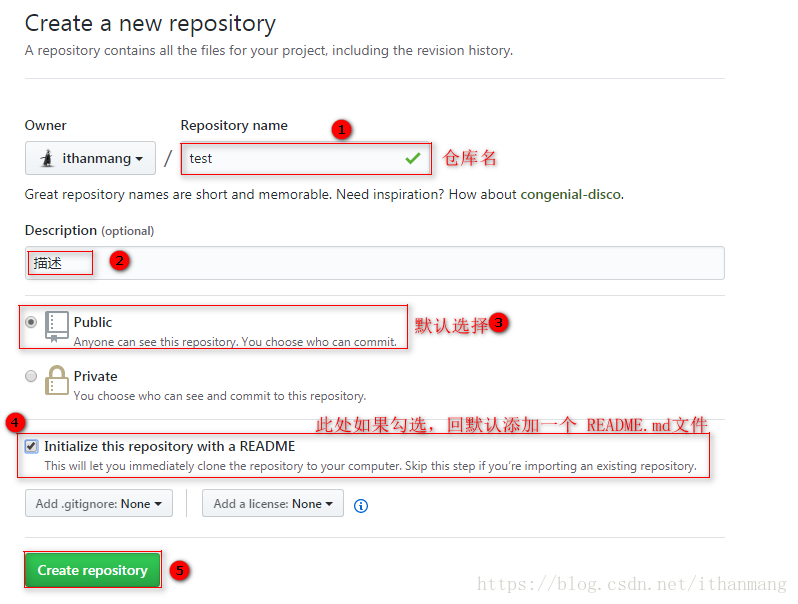 Create a new repository
A repository contains all the files for your project, including the revision history.
Owner
Repository name
1
ithanmang / test
仓库名
Great repository names are short and memorable. Need inspiration? How about congenial-disco.
Description (optional)
描述
2
Public
Anyone can see this repository. You choose who can commit.
默认选择
3
Private
You choose who can see and commit to this repository.
4
此处如果勾选，回默认添加一个 README.md文件
Initialize this repository with a README
This will let you immediately clone the repository to your computer. Skip this step if you're importing an existing repository.
Add .gitignore: None
Add a license: None
Create repository
5
https://blog.csdn.net/ithanmang